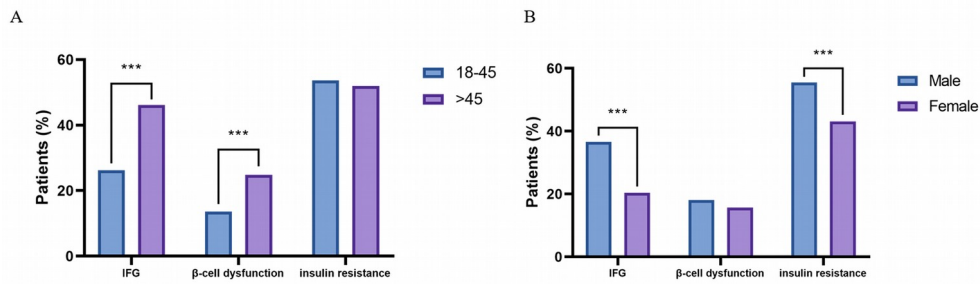 A
Patients (%)
60
40
20
0
***
***
IFG
β-cell dysfunction
insulin resistance
18-45
>45
B
Patients (%)
60
40
20
0
***
***
IFG
β-cell dysfunction
insulin resistance
Male
Female